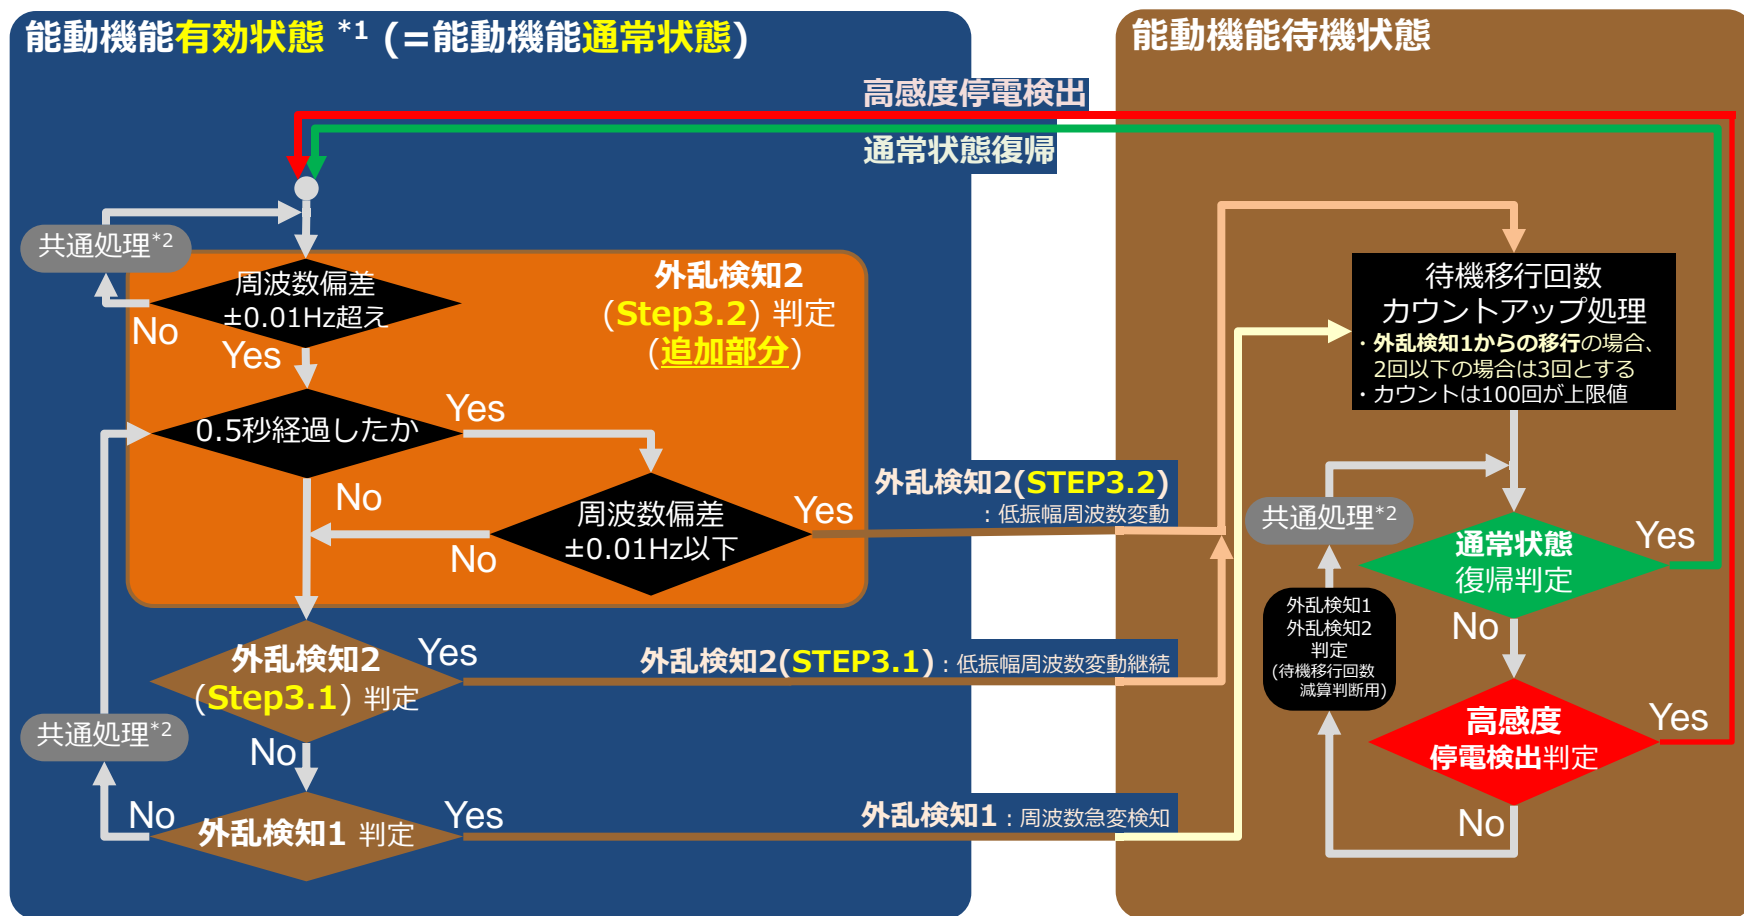 能動機能有効状態 *1 (=能動機能通常状態)
高感度停電検出
通常状態復帰
共通処理*2
周波数偏差
±0.01Hz超え
No
Yes
外乱検知2
(Step3.2) 判定
(追加部分)
0.5秒経過したか
Yes
No
周波数偏差
±0.01Hz以下
No
Yes
外乱検知2(STEP3.2)
：低振幅周波数変動
外乱検知2
(Step3.1) 判定
Yes
外乱検知2(STEP3.1)：低振幅周波数変動継続
No
共通処理*2
外乱検知1 判定
No
Yes
外乱検知1：周波数急変検知
能動機能待機状態
待機移行回数
カウントアップ処理
・外乱検知1からの移行の場合、
2回以下の場合は3回とする
・カウントは100回が上限値
共通処理*2
通常状態
復帰判定
Yes
No
外乱検知1
外乱検知2
判定
(待機移行回数
減算判断用)
高感度
停電検出判定
Yes
No